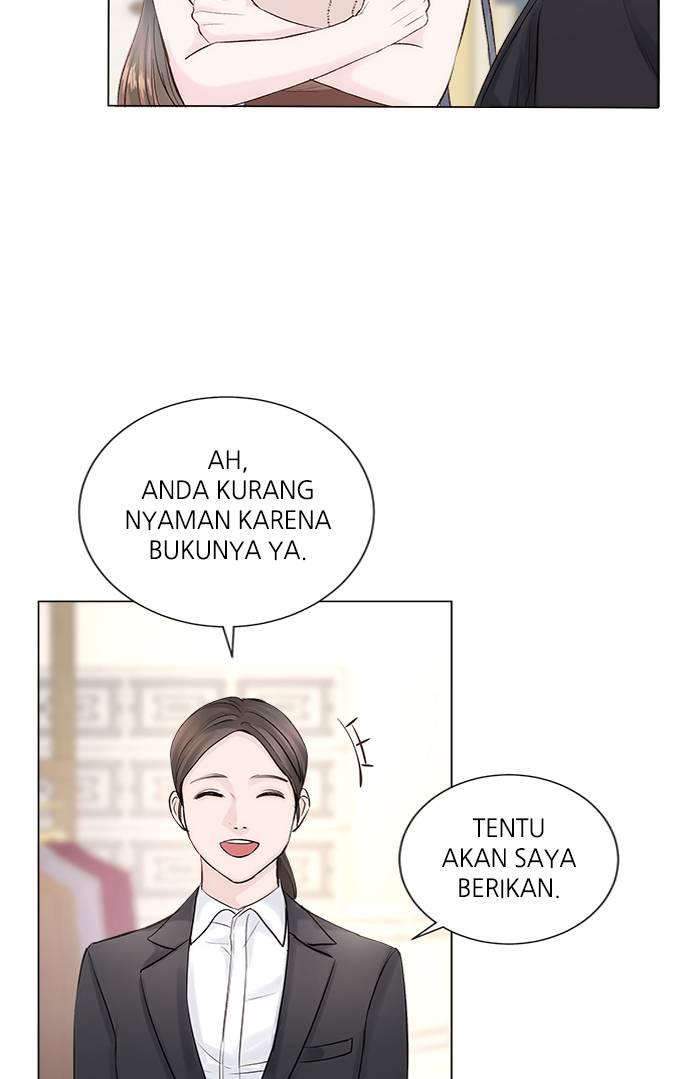 AH,
ANDA KURANG
NYAMAN KARENA
BUKUNYA YA.
TENTU
AKAN SAYA
BERIKAN.